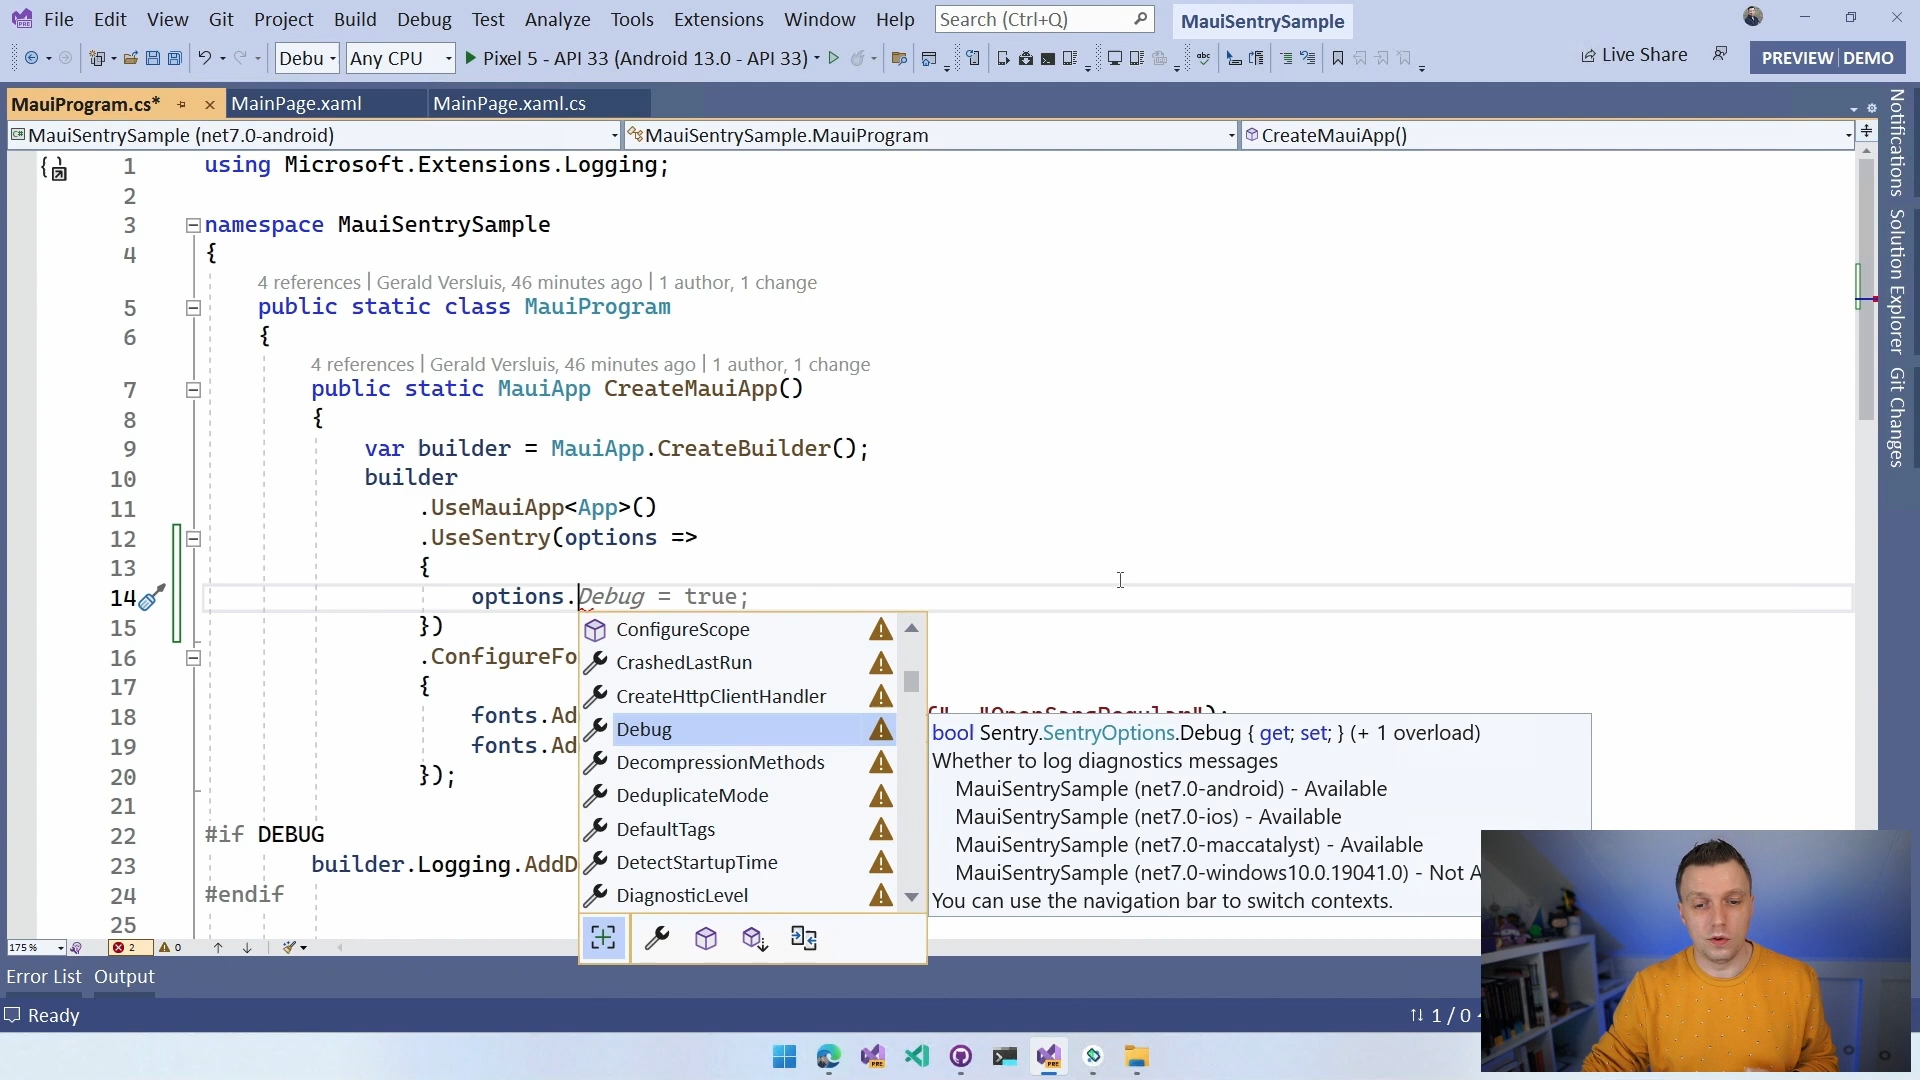 File Edit View Git Project Build Debug Test Analyze Tools Extensions Window Help Search (Ctrl+Q) MauiSentrySample
Debu Any CPU Pixel 5 - API 33 (Android 13.0 - API 33) Live Share PREVIEW DEMO
MauiProgram.cs* MainPage.xaml MainPage.xaml.cs
MauiSentrySample (net7.0-android) MauiSentrySample.MauiProgram CreateMauiApp()
1 using Microsoft.Extensions.Logging;
2
3 namespace MauiSentrySample
4 {
4 references | Gerald Versluis, 46 minutes ago | 1 author, 1 change
5 public static class MauiProgram
6 {
4 references | Gerald Versluis, 46 minutes ago | 1 author, 1 change
7 public static MauiApp CreateMauiApp()
8 {
9 var builder = MauiApp.CreateBuilder();
10 builder
11 .UseMauiApp<App>()
12 .UseSentry(options =>
13 {
14 options.Debug = true;
15 })
16 .ConfigureFo
17 {
18 fonts.Ad
19 fonts.Ad
20 });
21
22 #if DEBUG
23 builder.Logging.AddD
24 #endif
25
ConfigureScope
CrashedLastRun
CreateHttpClientHandler
Debug
DecompressionMethods
DeduplicateMode
DefaultTags
DetectStartupTime
DiagnosticLevel
bool Sentry.SentryOptions.Debug { get; set; } (+ 1 overload)
Whether to log diagnostics messages
MauiSentrySample (net7.0-android) - Available
MauiSentrySample (net7.0-ios) - Available
MauiSentrySample (net7.0-maccatalyst) - Available
MauiSentrySample (net7.0-windows10.0.19041.0) - Not A
You can use the navigation bar to switch contexts.
Notifications
Solution Explorer
Git Changes
175 % 2 0
Error List Output
Ready 1 / 0